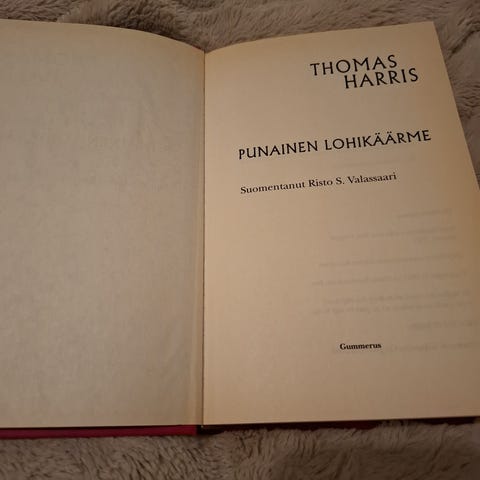 THOMAS
HARRIS
PUNAINEN LOHIKÄÄRME
Suomentanut Risto S. Valassaari
Gummerus